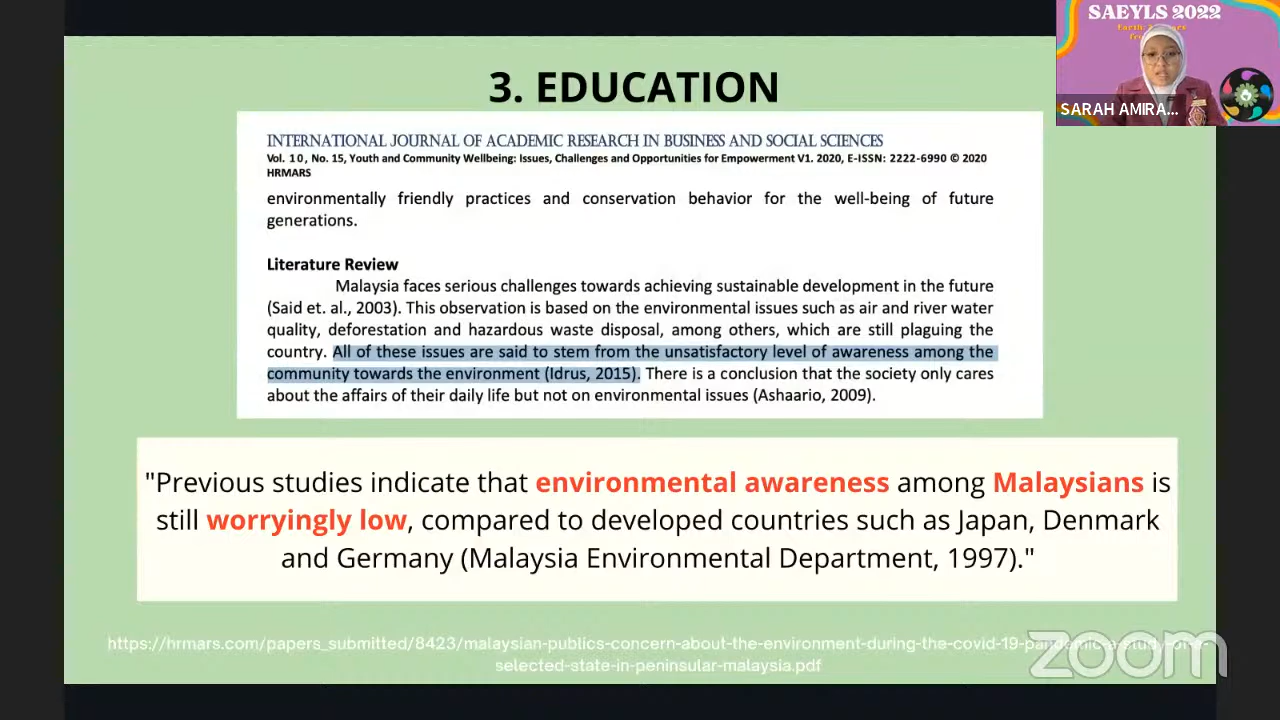 SAEYLS 2022
SARAH AMIRA...
3. EDUCATION
INTERNATIONAL JOURNAL OF ACADEMIC RESEARCH IN BUSINESS AND SOCIAL SCIENCES
Vol. 10, No. 15, Youth and Community Wellbeing: Issues, Challenges and Opportunities for Empowerment V1. 2020, E-ISSN: 2222-6990 © 2020
HRMARS
environmentally friendly practices and conservation behavior for the well-being of future
generations.
Literature Review
Malaysia faces serious challenges towards achieving sustainable development in the future
(Said et. al., 2003). This observation is based on the environmental issues such as air and river water
quality, deforestation and hazardous waste disposal, among others, which are still plaguing the
country. All of these issues are said to stem from the unsatisfactory level of awareness among the
community towards the environment (Idrus, 2015). There is a conclusion that the society only cares
about the affairs of their daily life but not on environmental issues (Ashaario, 2009).
"Previous studies indicate that environmental awareness among Malaysians is
still worryingly low, compared to developed countries such as Japan, Denmark
and Germany (Malaysia Environmental Department, 1997)."
https://hrmars.com/papers_submitted/8423/malaysian-publics-concern-about-the-environment-during-the-covid-19-pandemic-a-study-of-a-
selected-state-in-peninsular-malaysia.pdf
zoom